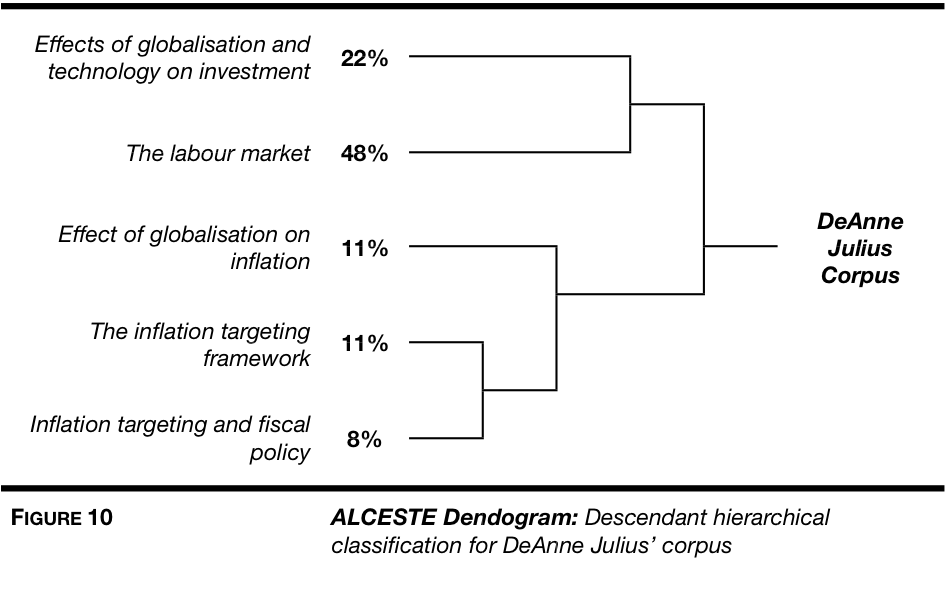 Effects of globalisation and
technology on investment
22%
The labour market
48%
Effect of globalisation on
inflation
11%
The inflation targeting
framework
11%
Inflation targeting and fiscal
policy
8%
DeAnne
Julius
Corpus
FIGURE 10
ALCESTE Dendogram: Descendant hierarchical
classification for DeAnne Julius’ corpus